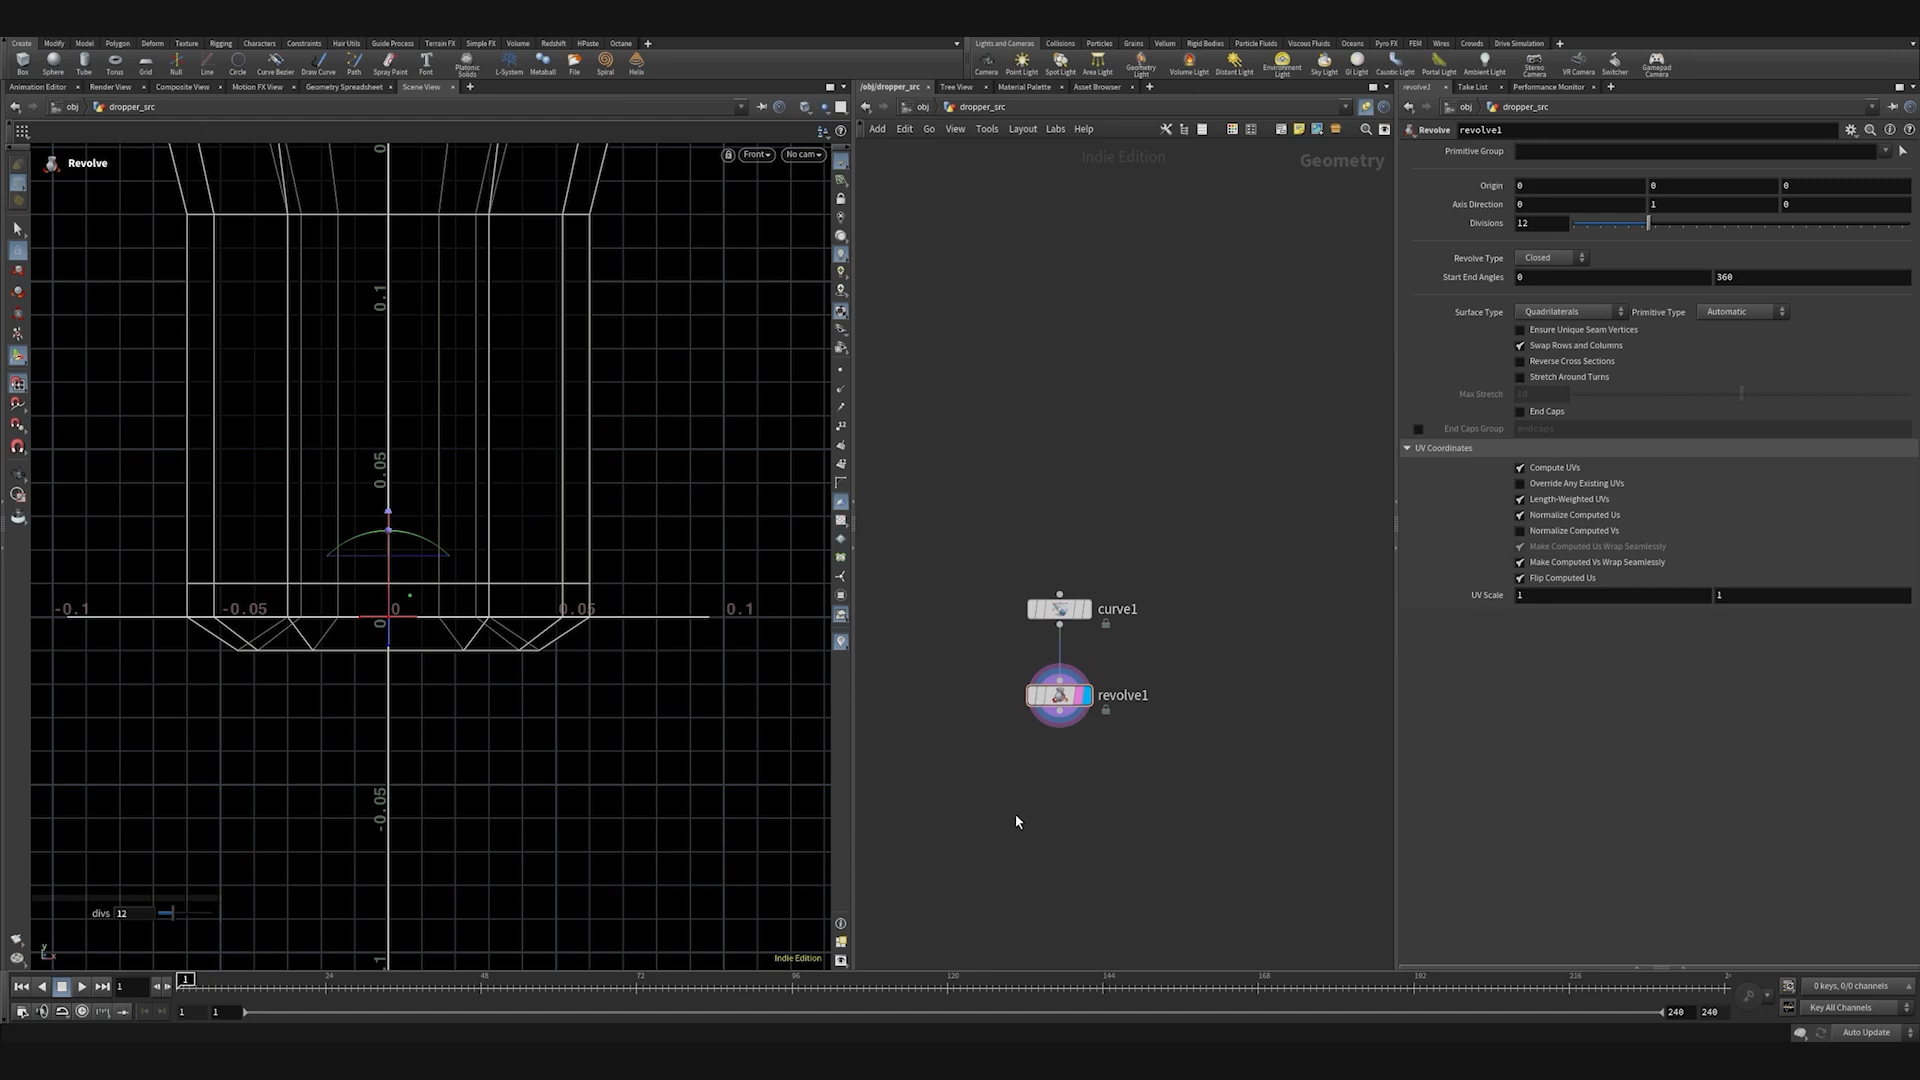 Create Modify Model Polygon Deform Texture Rigging Characters Constraints Hair Utils Guide Process Terrain FX Simple FX Volume Redshift HPaste Octane
Lights and Cameras Collisions Particles Grains Vellum Rigid Bodies Particle Fluids Viscous Fluids Oceans Pyro FX FEM Wires Crowds Drive Simulation
Box Sphere Tube Torus Grid Null Line Circle Curve Bezier Draw Curve Path Spray Paint Font Platonic Solids L-System Metaball File Spiral Helix
Camera Point Light Spot Light Area Light Geometry Light Volume Light Distant Light Environment Light Sky Light GI Light Caustic Light Portal Light Ambient Light Stereo Camera VR Camera Switcher Gamepad Camera
Animation Editor Render View Composite View Motion FX View Geometry Spreadsheet Scene View
/obj/dropper_src Tree View Material Palette Asset Browser
revolve1 Take List Performance Monitor
obj dropper_src
obj dropper_src
obj dropper_src
Add Edit Go View Tools Layout Labs Help
Revolve revolve1
Revolve
Front No cam
Indie Edition
Geometry
Primitive Group
Origin 0 0 0
Axis Direction 0 1 0
Divisions 12
Revolve Type Closed
Start End Angles 0 360
Surface Type Quadrilaterals Primitive Type Automatic
Ensure Unique Seam Vertices
Swap Rows and Columns
Reverse Cross Sections
Stretch Around Turns
Max Stretch 10
End Caps
End Caps Group endcaps
UV Coordinates
Compute UVs
Override Any Existing UVs
Length-Weighted UVs
Normalize Computed Us
Normalize Computed Vs
Make Computed Us Wrap Seamlessly
Make Computed Vs Wrap Seamlessly
Flip Computed Us
UV Scale 1 1
0.1
0.05
-0.1 -0.05 0 0.05 0.1
0
-0.05
curve1
revolve1
divs 12
Indie Edition
1 1 24 48 72 96 120 144 168 192 216
0 keys, 0/0 channels
1 1 240 240
Key All Channels
Auto Update